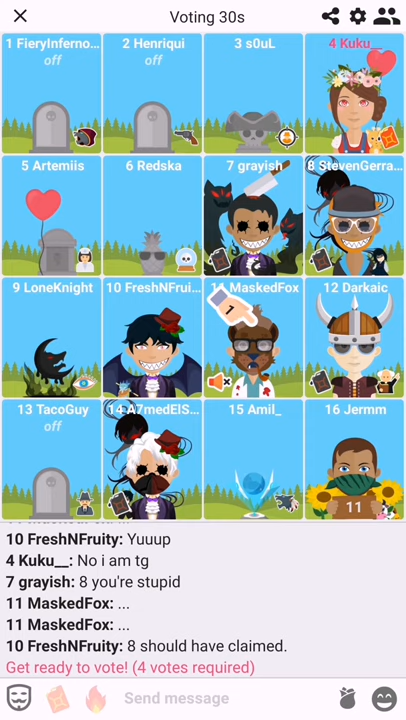 Voting 30s
1 FieryInferno...
off
2 Henriqui
off
3 s0uL
4 Kuku__
5 Artemiis
6 Redska
7 grayish
8 StevenGerra...
9 LoneKnight
10 FreshNFrui...
11 MaskedFox
1
12 Darkaic
13 TacoGuy
off
14 A7medElS...
15 Amil_
16 Jermm
11
10 FreshNFruity: Yuuup
4 Kuku__: No i am tg
7 grayish: 8 you're stupid
11 MaskedFox: ...
11 MaskedFox: ...
10 FreshNFruity: 8 should have claimed.
Get ready to vote! (4 votes required)
Send message